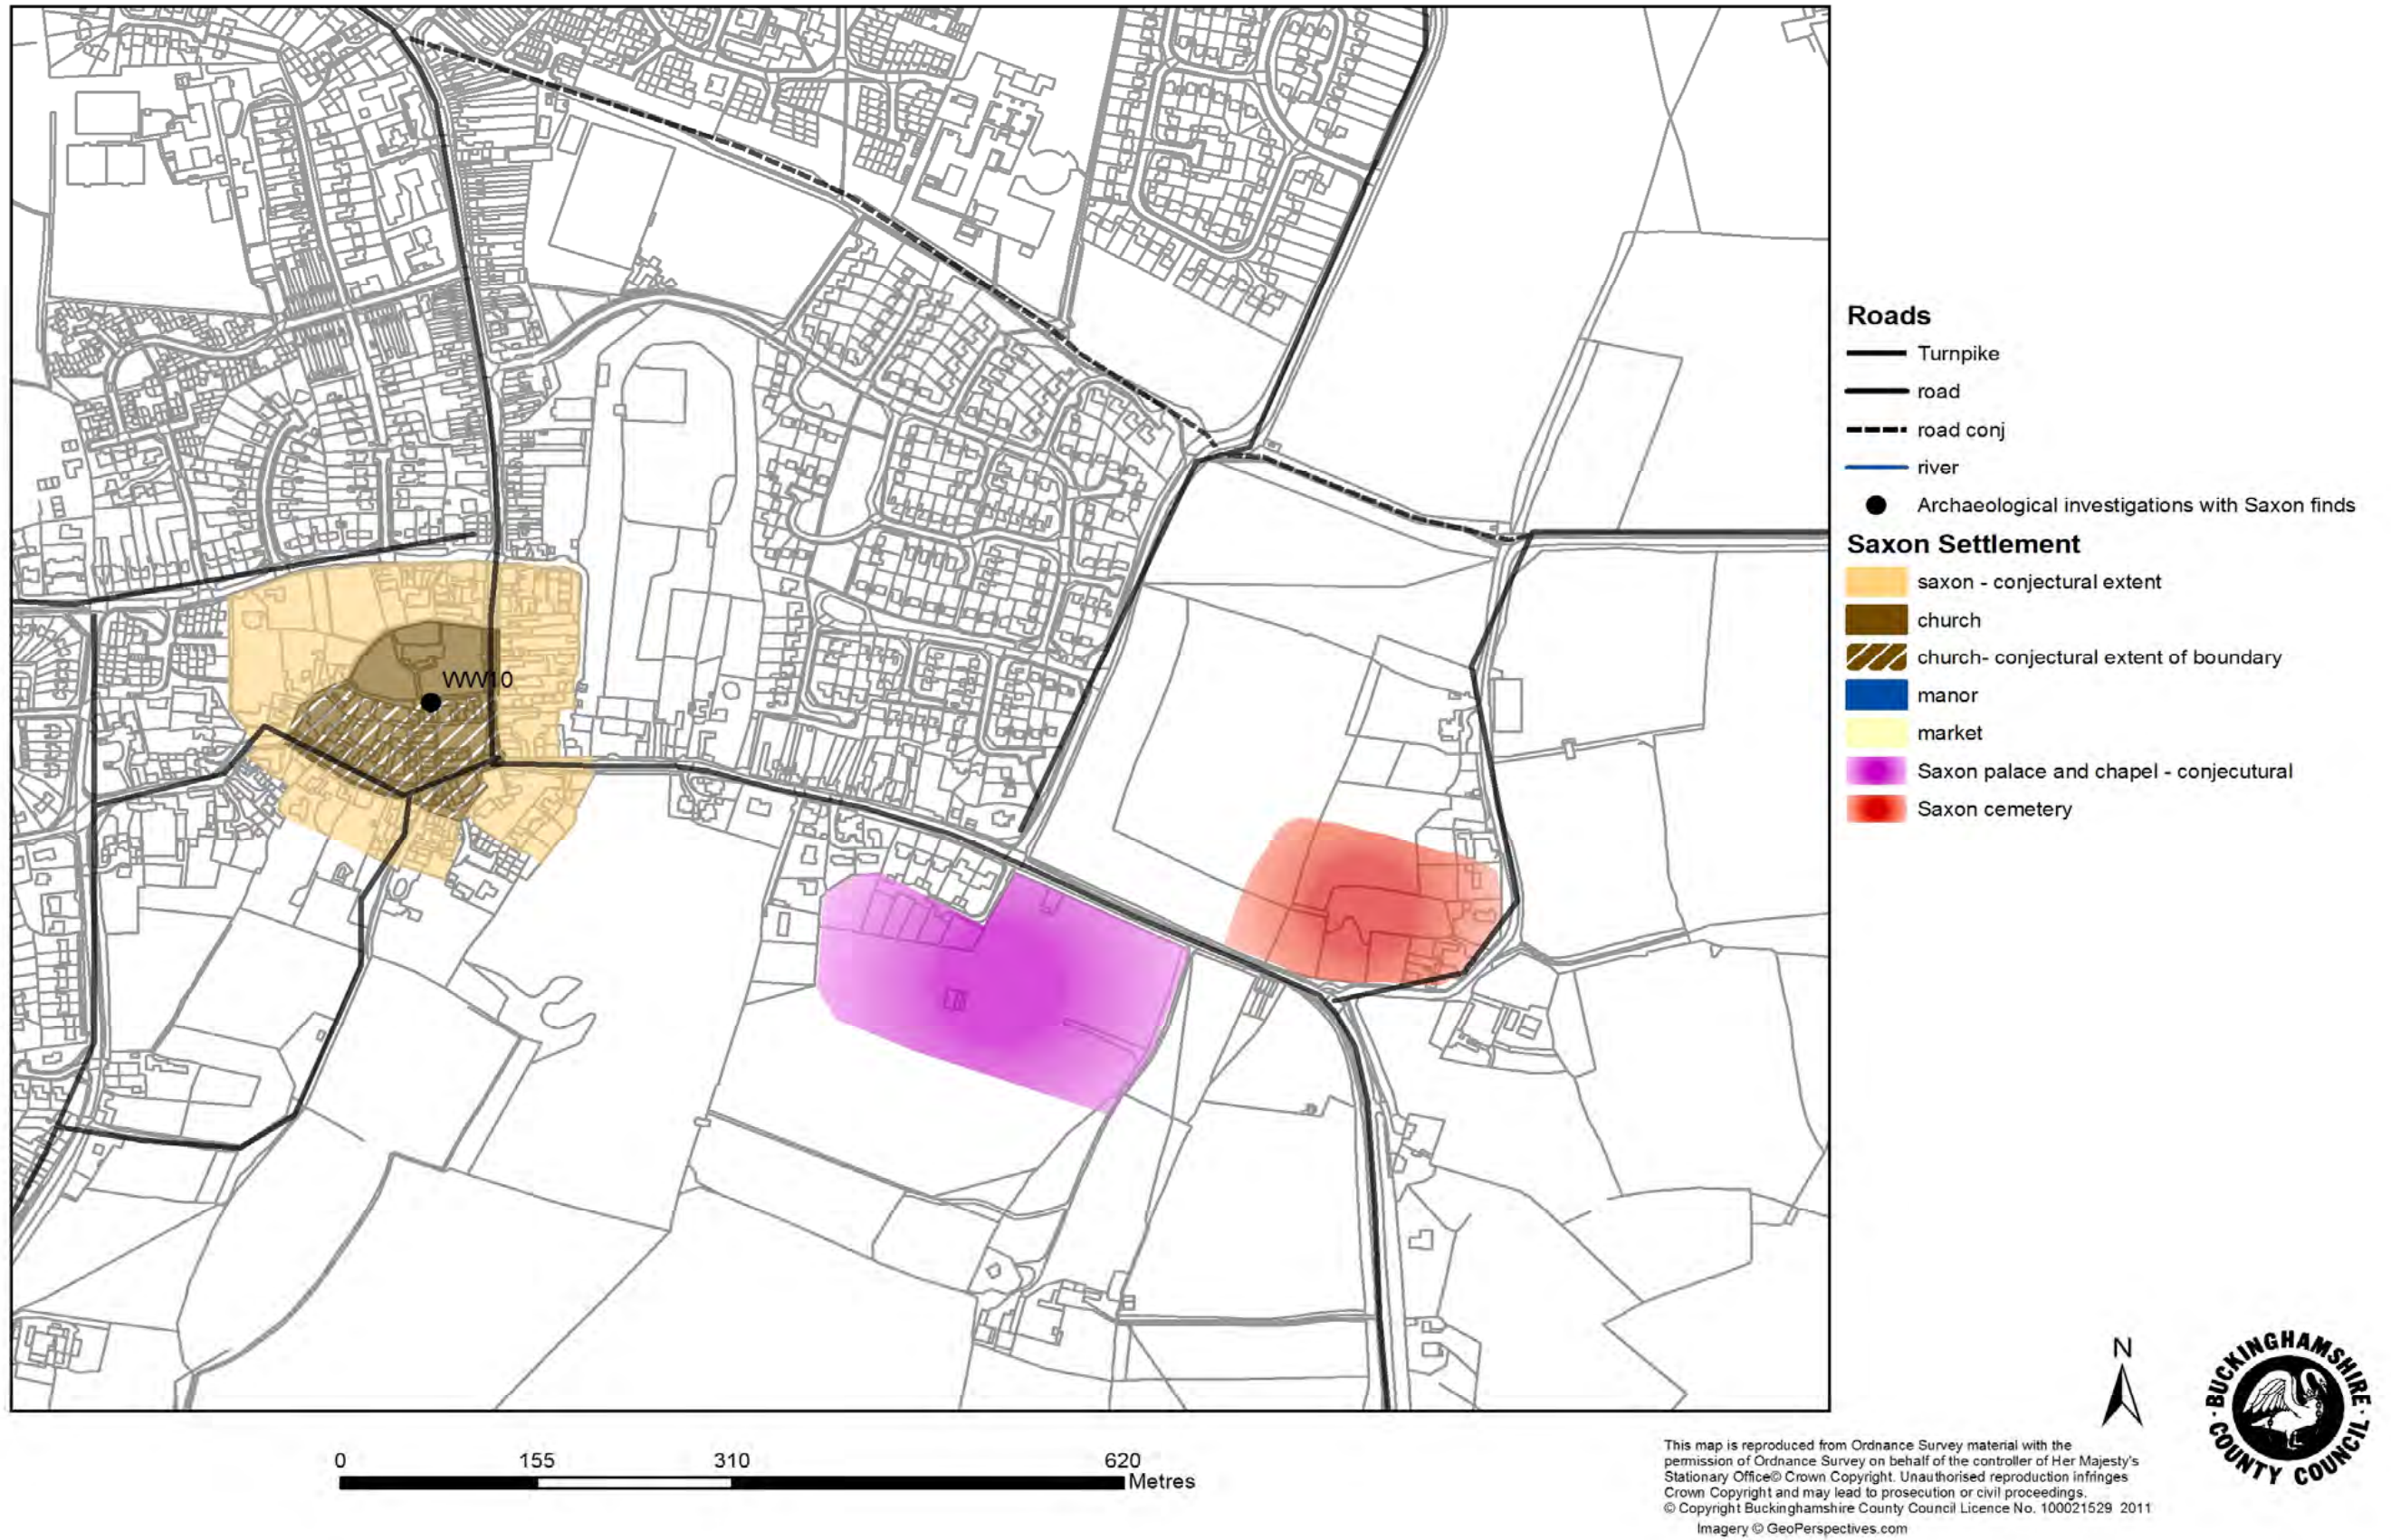 WW10
Roads
Turnpike
road
road conj
river
Archaeological investigations with Saxon finds
Saxon Settlement
saxon - conjectural extent
church
church- conjectural extent of boundary
manor
market
Saxon palace and chapel - conjecutural
Saxon cemetery
0 155 310 620
Metres
N
BUCKINGHAMSHIRE
COUNTY COUNCIL
This map is reproduced from Ordnance Survey material with the
permission of Ordnance Survey on behalf of the controller of Her Majesty's
Stationary Office© Crown Copyright. Unauthorised reproduction infringes
Crown Copyright and may lead to prosecution or civil proceedings.
© Copyright Buckinghamshire County Council Licence No. 100021529 2011
Imagery © GeoPerspectives.com